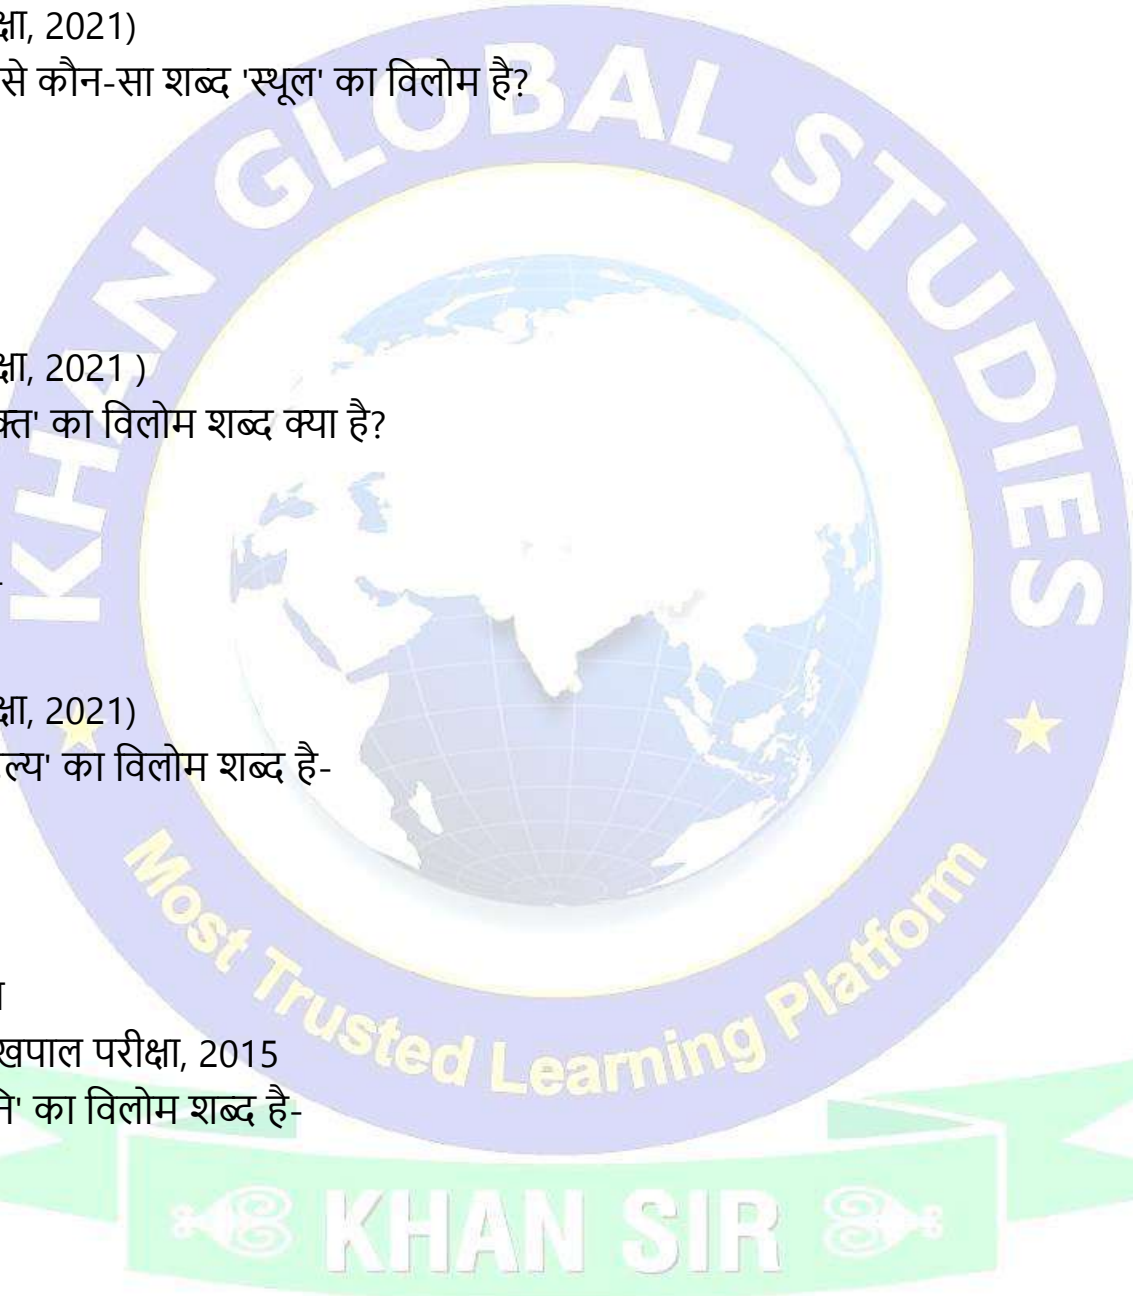 क्षा, 2021)
से कौन-सा शब्द 'स्थूल' का विलोम है?
क्षा, 2021 )
क्त' का विलोम शब्द क्या है?
क्षा, 2021)
ल्य' का विलोम शब्द है-
खपाल परीक्षा, 2015
का विलोम शब्द है-
KHAN GLOBAL STUDIES
Most Trusted Learning Platform
KHAN SIR